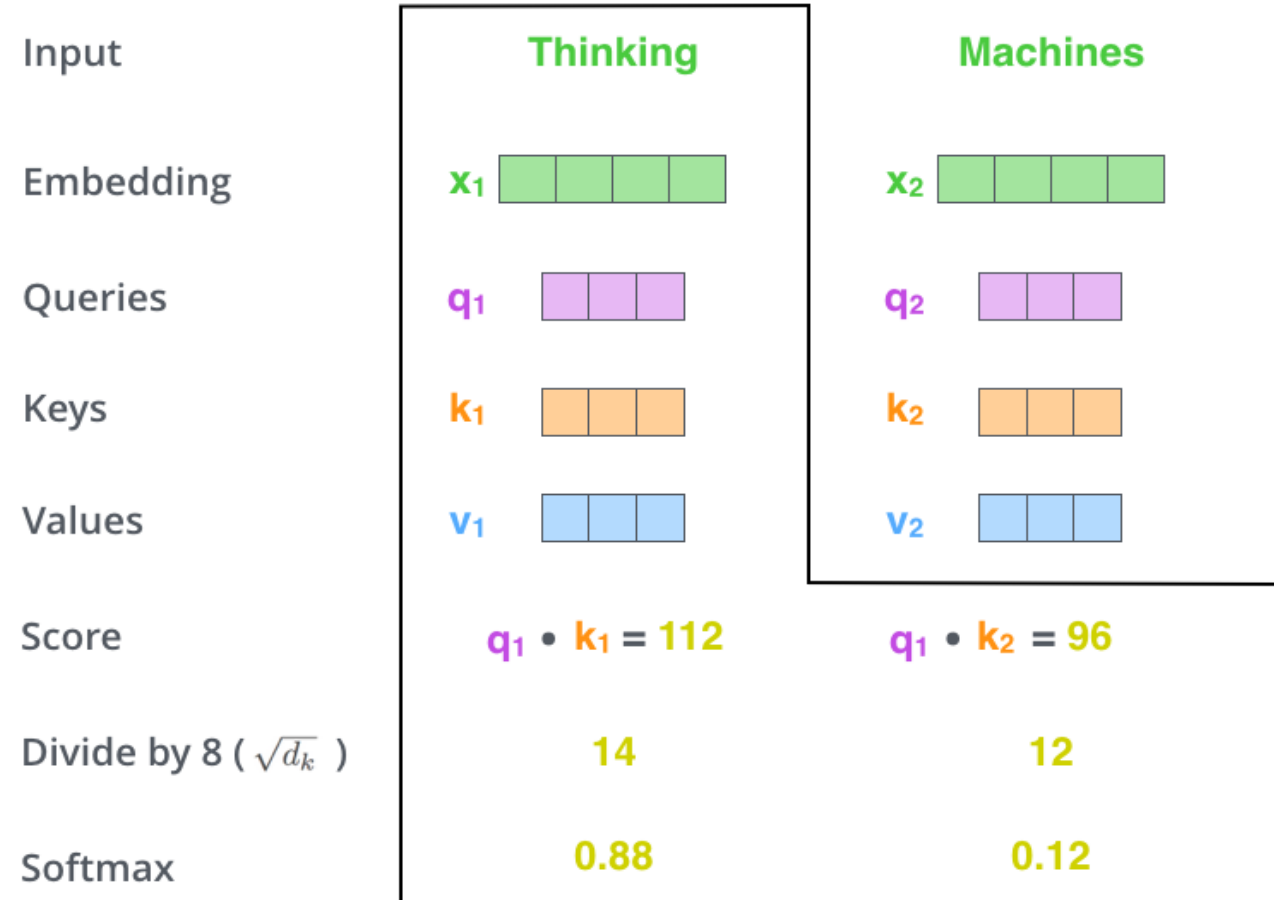 Input Thinking Machines
Embedding x₁ x₂
Queries q₁ q₂
Keys k₁ k₂
Values v₁ v₂
Score q₁ • k₁ = 112 q₁ • k₂ = 96
Divide by 8 ( √dₖ ) 14 12
Softmax 0.88 0.12